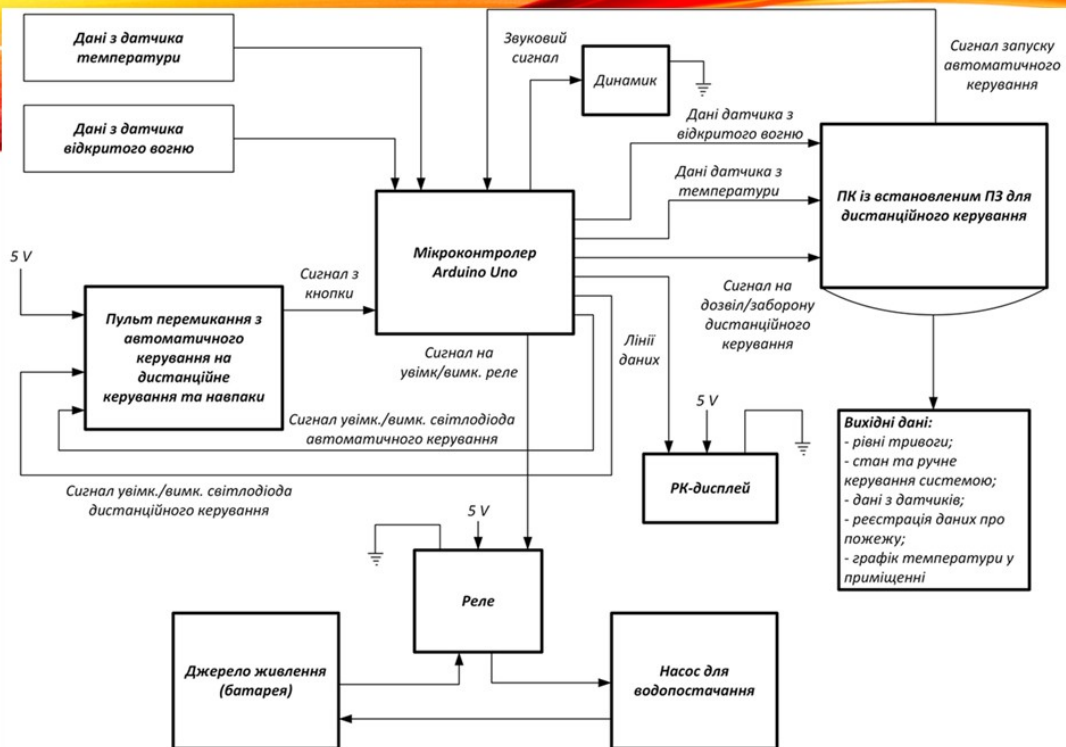 Дані з датчика
температури
Дані з датчика
відкритого вогню
Звуковий
сигнал
Динамик
Сигнал запуску
автоматичного
керування
Дані датчика з
відкритого вогню
Дані датчика з
температури
ПК із встановленим ПЗ для
дистанційного керування
Мікроконтролер
Arduino Uno
5 V
Сигнал з
кнопки
Пульт перемикання з
автоматичного
керування на
дистанційне
керування та навпаки
Сигнал на
дозвіл/заборону
дистанційного
керування
Лінії
даних
Сигнал на
увімк/вимк. реле
Сигнал увімк./вимк. світлодіода
автоматичного керування
5 V
Вихідні дані:
- рівні тривоги;
- стан та ручне
керування системою;
- дані з датчиків;
- реєстрація даних про
пожежу;
- графік температури у
приміщенні
РК-дисплей
Сигнал увімк./вимк. світлодіода
дистанційного керування
5 V
Реле
Джерело живлення
(батарея)
Насос для
водопостачання